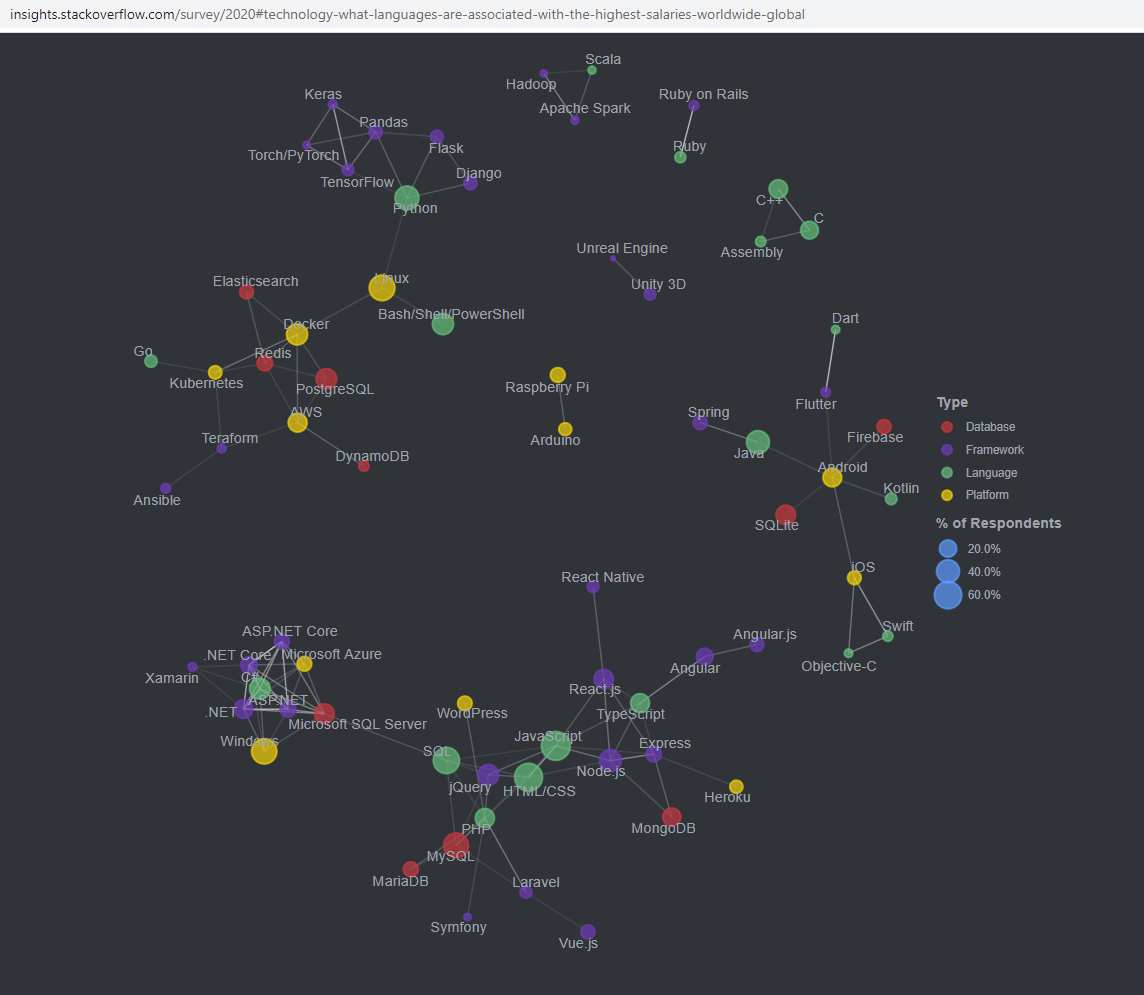 insights.stackoverflow.com/survey/2020#technology-what-languages-are-associated-with-the-highest-salaries-worldwide-global
Scala
Hadoop
Keras
Ruby on Rails
Apache Spark
Pandas
Flask
Ruby
Torch/PyTorch
Django
TensorFlow
C++
Python
C
Unreal Engine
Assembly
Linux
Elasticsearch
Unity 3D
Bash/Shell/PowerShell
Dart
Docker
Go
Redis
Kubernetes
PostgreSQL
Raspberry Pi
Flutter
Type
AWS
Spring
Database
Teraform
Arduino
Firebase
Framework
DynamoDB
Java
Android
Language
Ansible
Kotlin
Platform
SQLite
% of Respondents
20.0%
iOS
40.0%
React Native
60.0%
Swift
ASP.NET Core
Angular.js
.NET Core
Microsoft Azure
Objective-C
Xamarin
C#
Angular
React.js
ASP.NET
.NET
WordPress
TypeScript
Microsoft SQL Server
Windows
JavaScript
Express
SQL
Node.js
jQuery
HTML/CSS
Heroku
PHP
MongoDB
MySQL
MariaDB
Laravel
Symfony
Vue.js